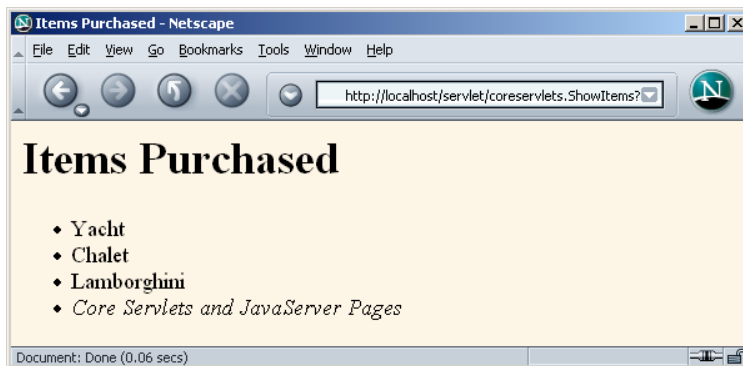 Items Purchased - Netscape
File Edit View Go Bookmarks Tools Window Help
http://localhost/servlet/coreservlets.ShowItems?
N
Items Purchased
Yacht
Chalet
Lamborghini
Core Servlets and JavaServer Pages
Document: Done (0.06 secs)